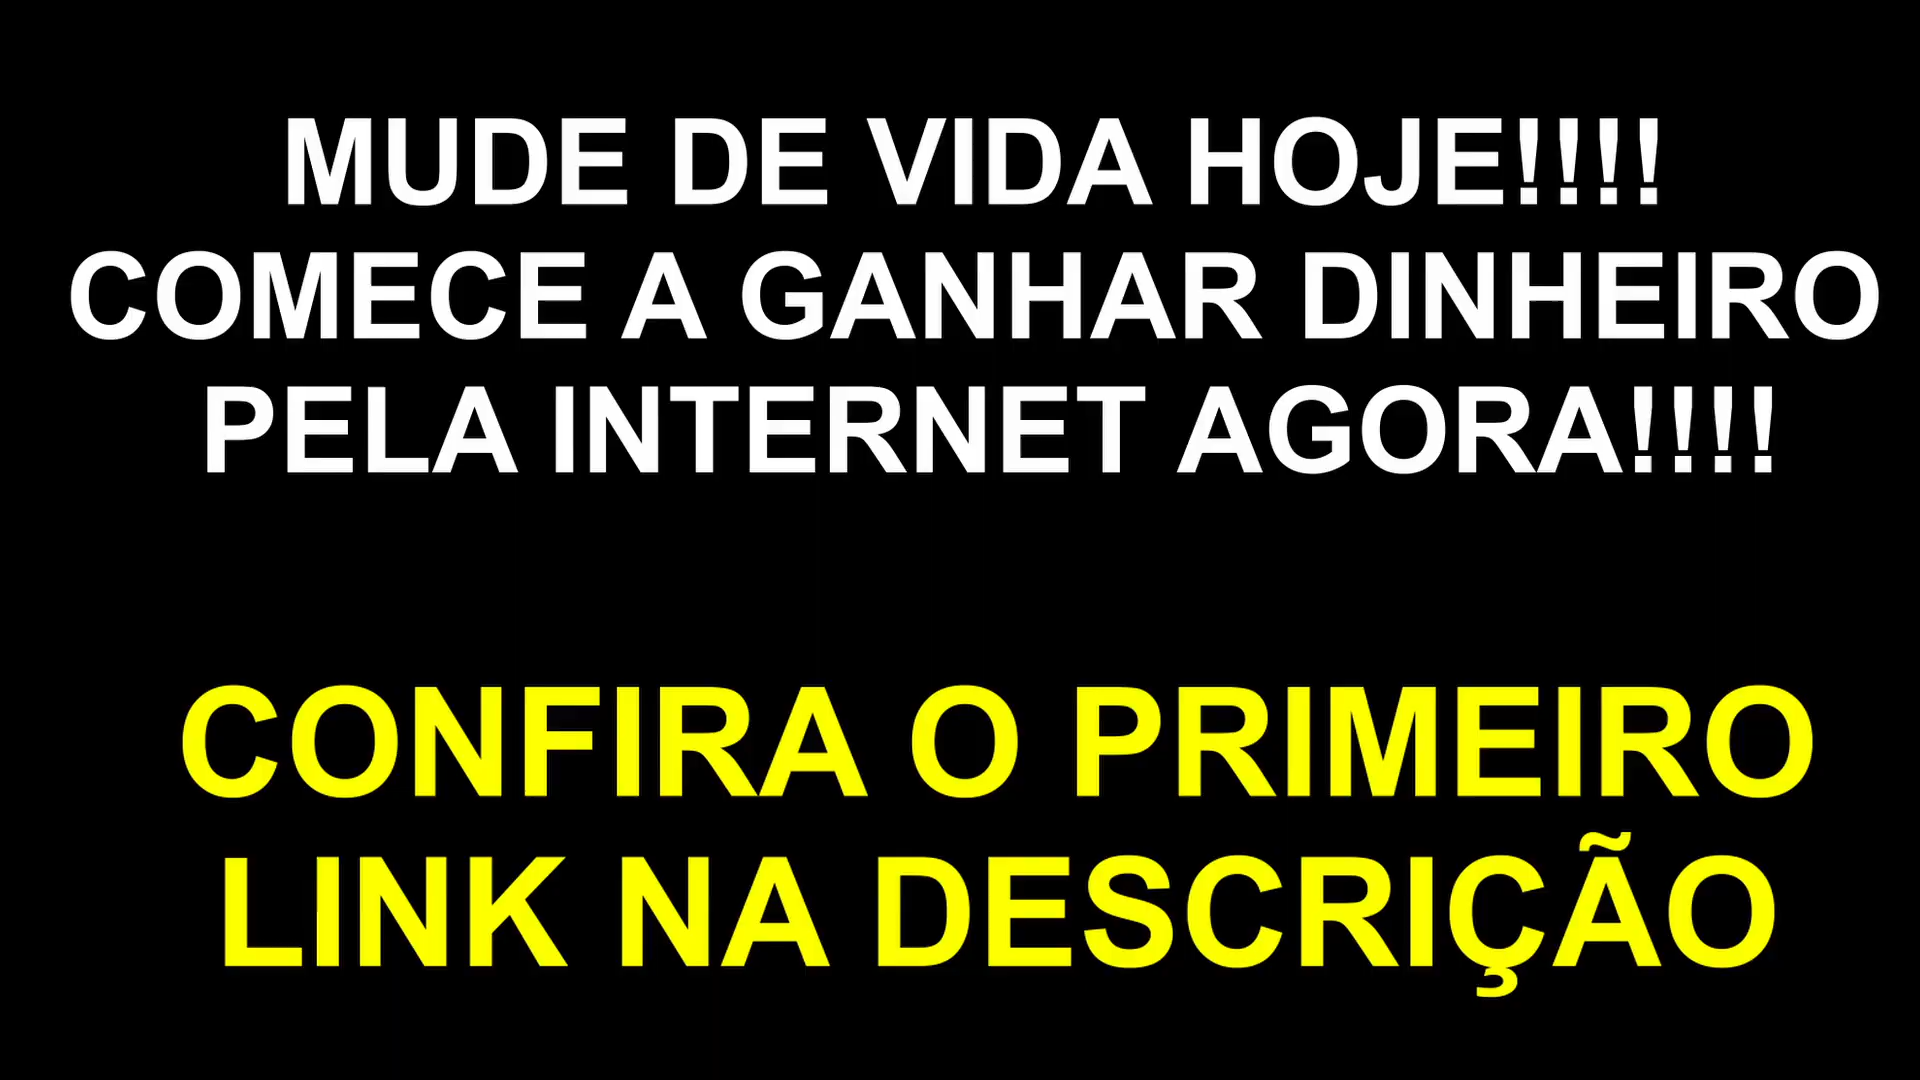 MUDE DE VIDA HOJE!!!!
COMECE A GANHAR DINHEIRO
PELA INTERNET AGORA!!!!
CONFIRA O PRIMEIRO
LINK NA DESCRIÇÃO